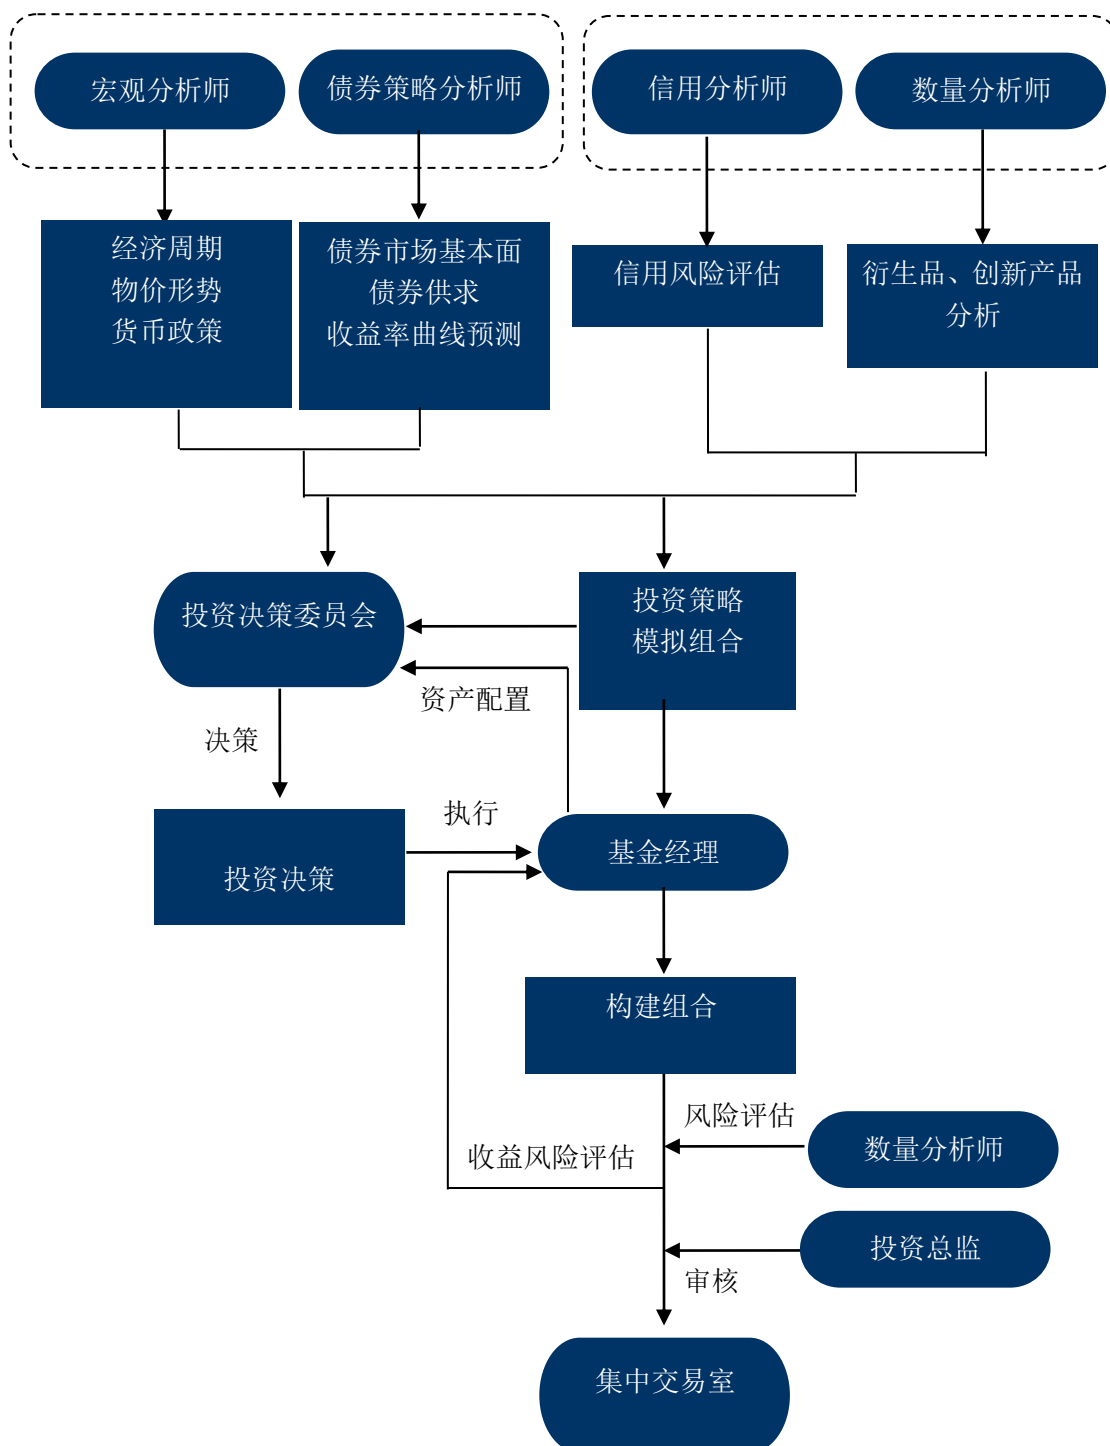 宏观分析师
债券策略分析师
信用分析师
数量分析师
经济周期
物价形势
货币政策
债券市场基本面
债券供求
收益率曲线预测
信用风险评估
衍生品、创新产品
分析
投资决策委员会
投资策略
模拟组合
资产配置
决策
执行
投资决策
基金经理
构建组合
风险评估
数量分析师
收益风险评估
投资总监
审核
集中交易室